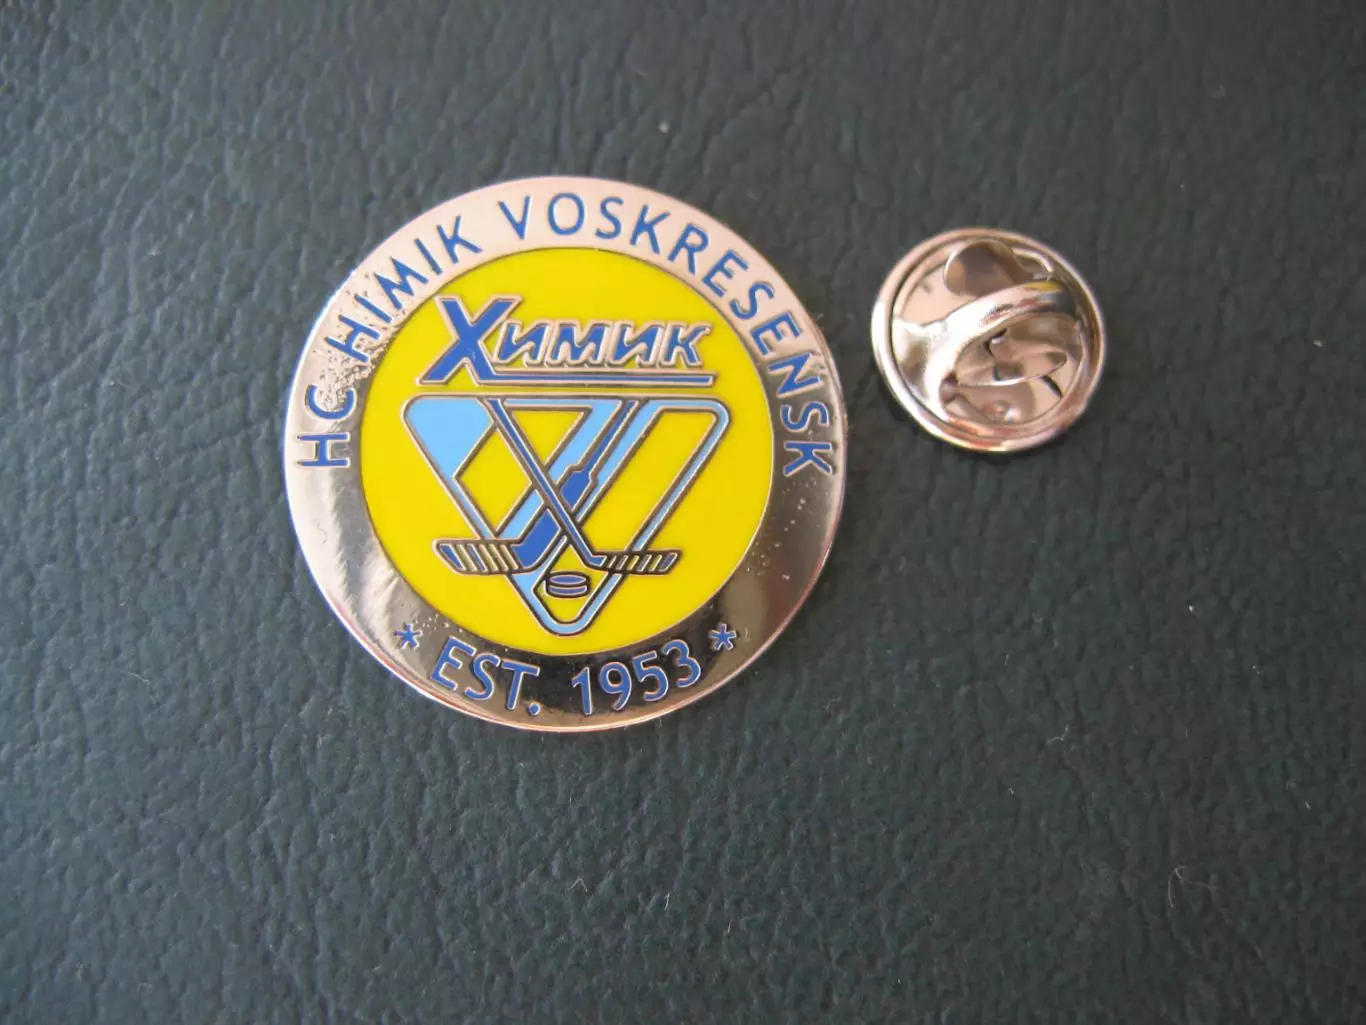 HC HIMIK VOSKRESENSK
Химик
* EST. 1953 *